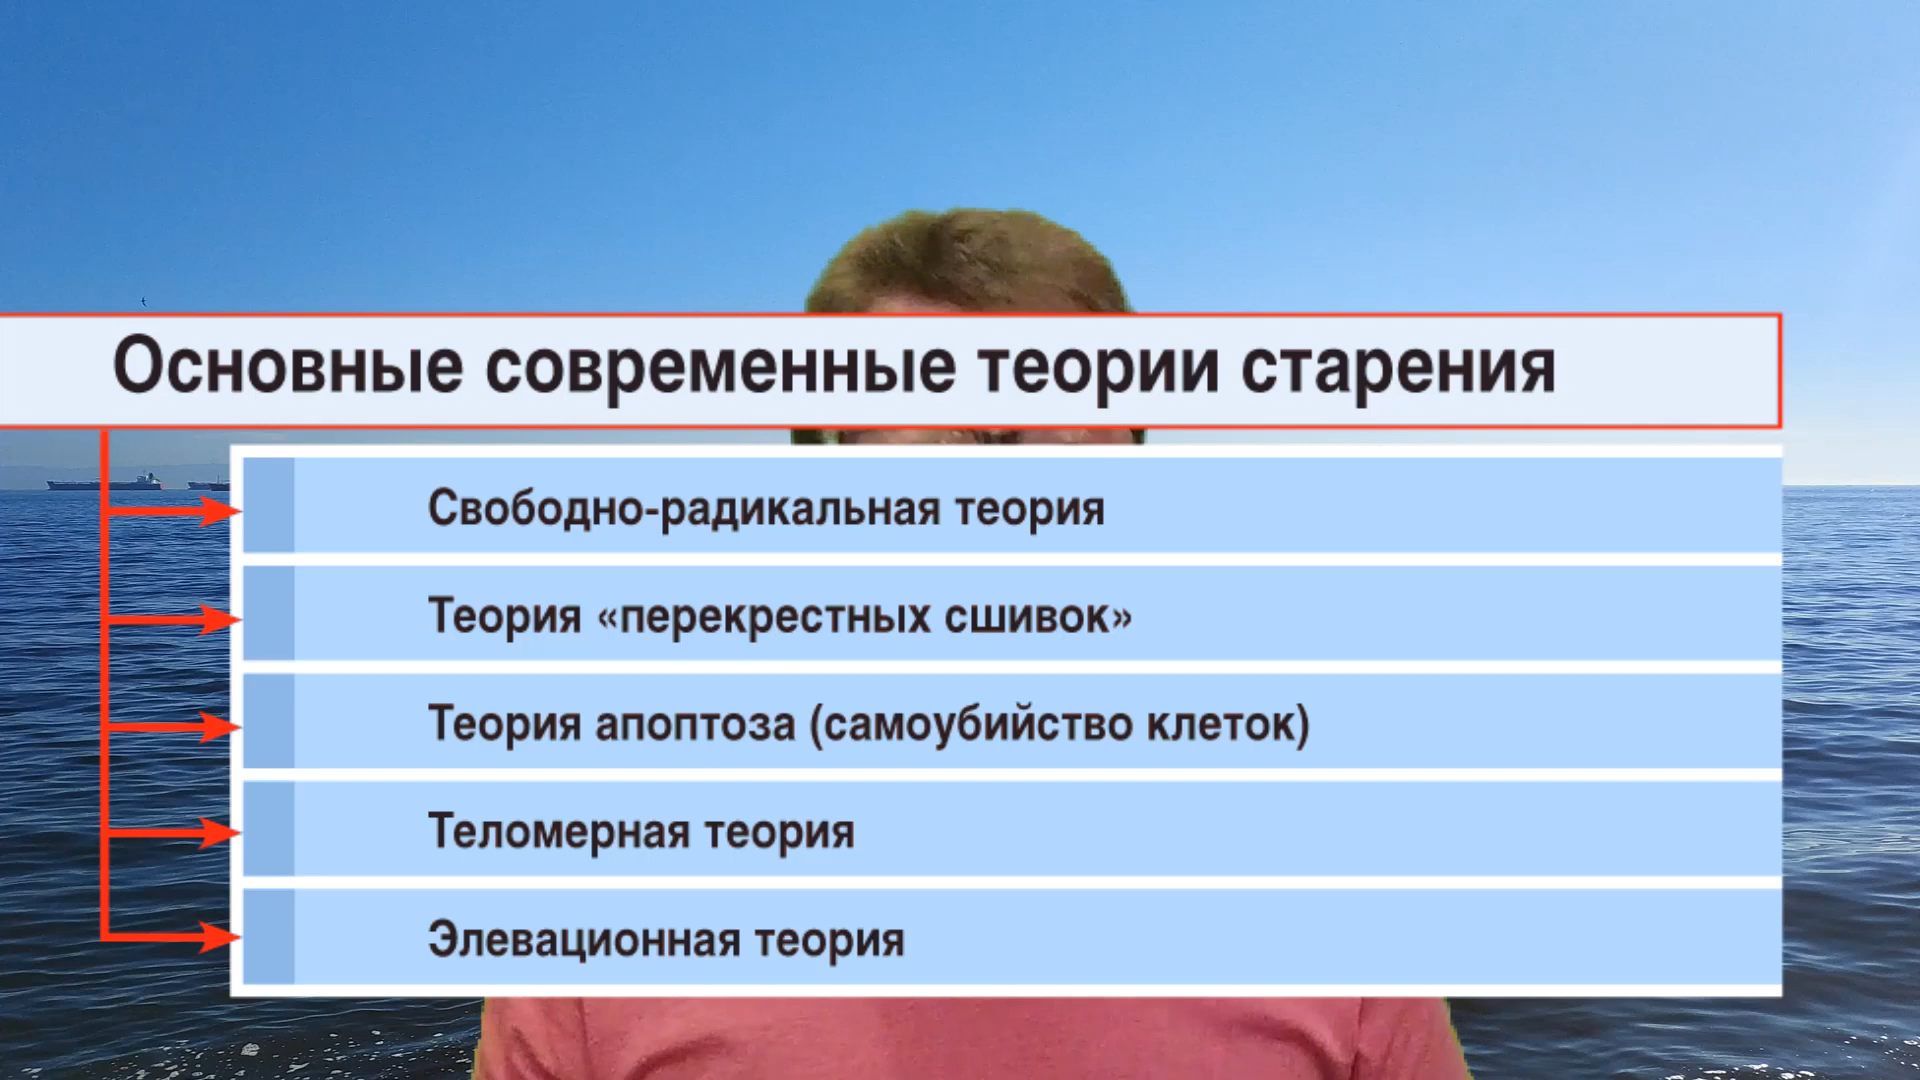 Основные современные теории старения
Свободно-радикальная теория
Теория «перекрестных сшивок»
Теория апоптоза (самоубийство клеток)
Теломерная теория
Элевационная теория